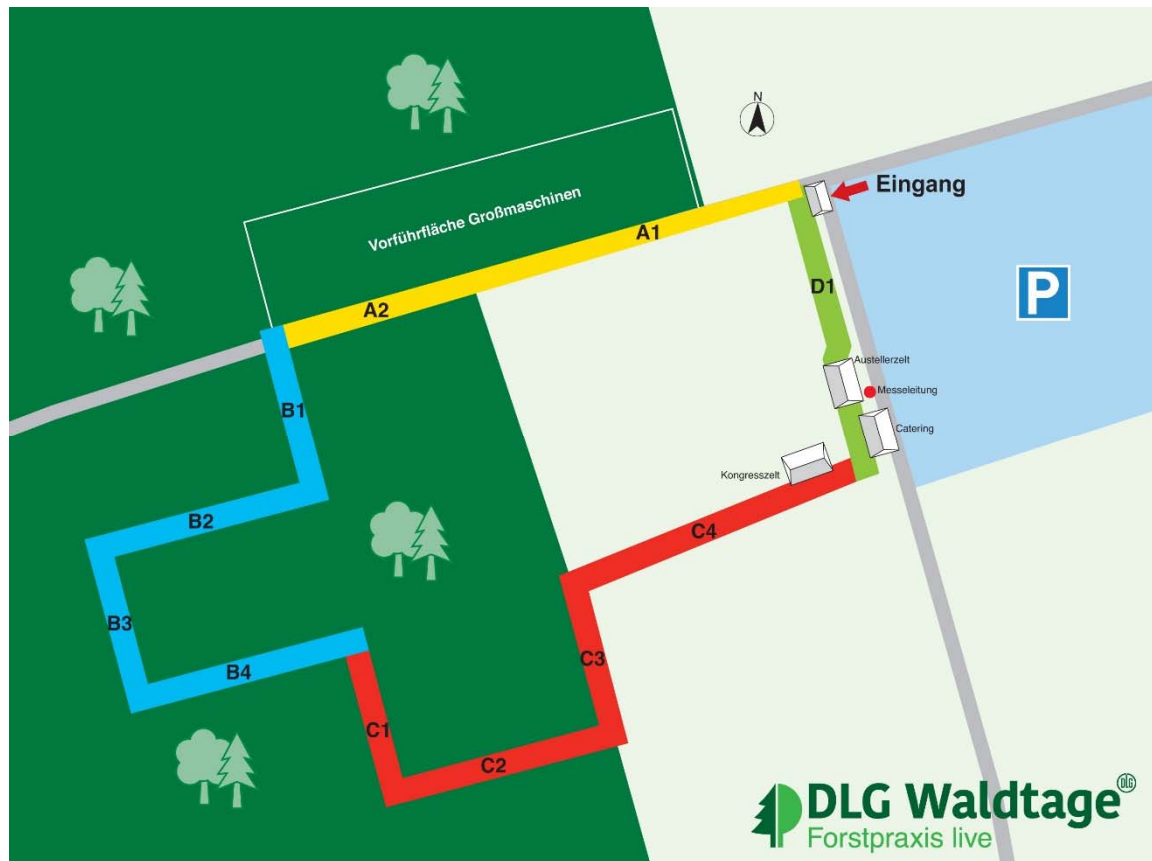 N
Eingang
Vorführfläche Großmaschinen
A1
P
D1
A2
Austellerzelt
Messeleitung
B1
Catering
Kongresszelt
B2
C4
B3
C3
B4
C1
C2
DLG Waldtage
DLG
Forstpraxis live